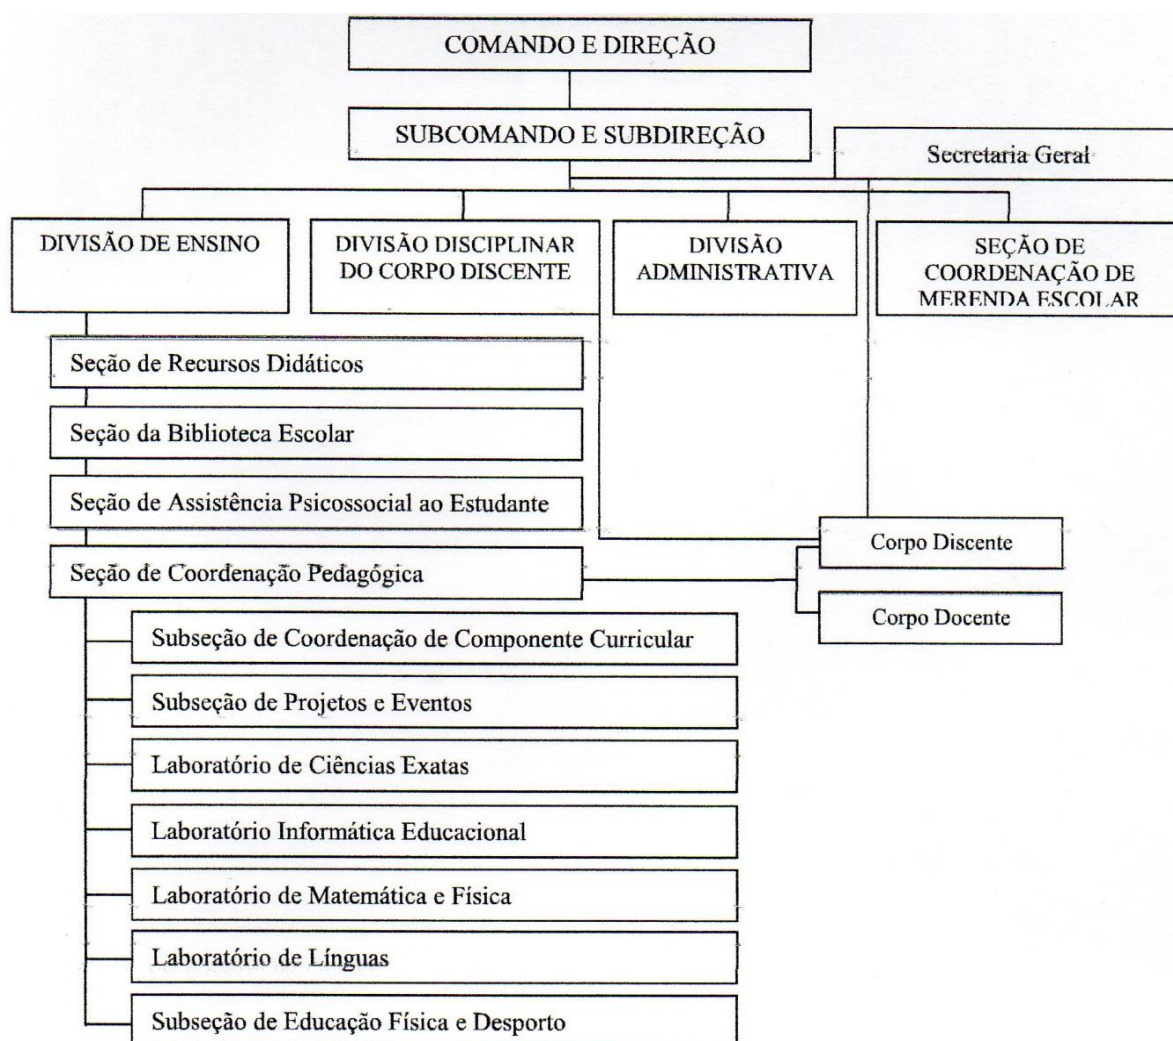 COMANDO E DIREÇÃO
SUBCOMANDO E SUBDIREÇÃO
Secretaria Geral
DIVISÃO DE ENSINO
DIVISÃO DISCIPLINAR
DO CORPO DISCENTE
DIVISÃO
ADMINISTRATIVA
SEÇÃO DE
COORDENAÇÃO DE
MERENDA ESCOLAR
Seção de Recursos Didáticos
Seção da Biblioteca Escolar
Seção de Assistência Psicossocial ao Estudante
Seção de Coordenação Pedagógica
Corpo Discente
Corpo Docente
Subseção de Coordenação de Componente Curricular
Subseção de Projetos e Eventos
Laboratório de Ciências Exatas
Laboratório Informática Educacional
Laboratório de Matemática e Física
Laboratório de Línguas
Subseção de Educação Física e Desporto